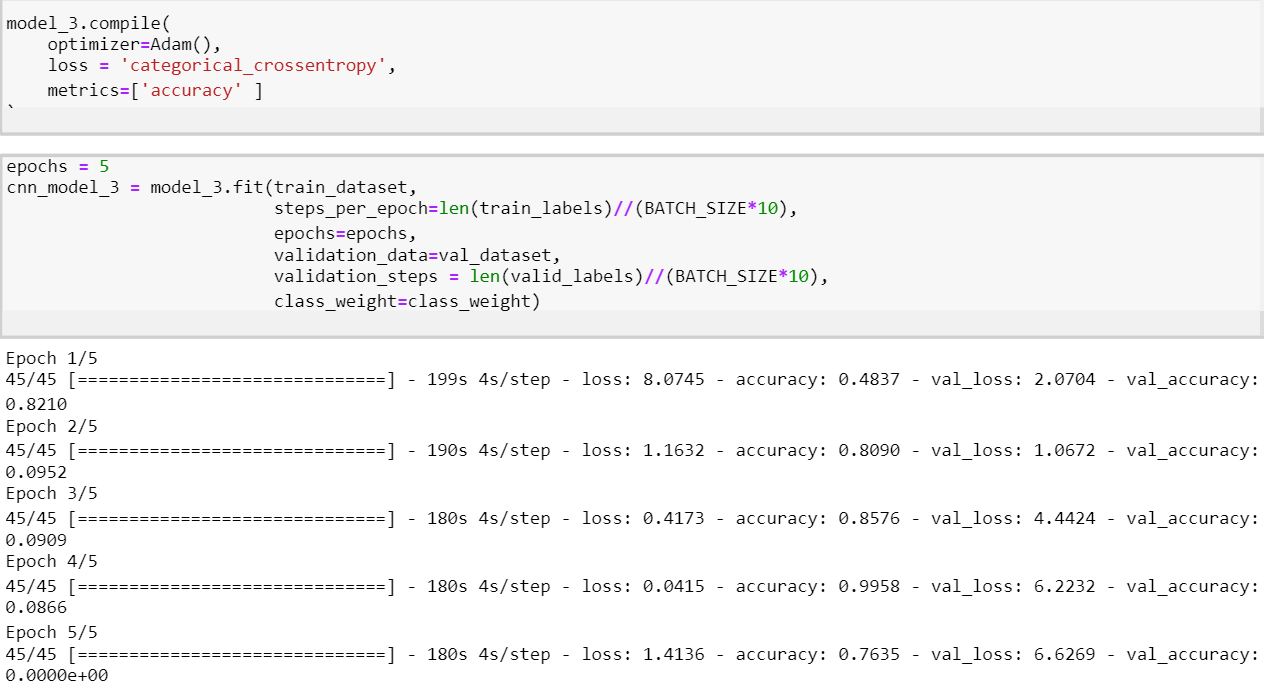 model_3.compile(
    optimizer=Adam(),
    loss = 'categorical_crossentropy',
    metrics=['accuracy' ]
epochs = 5
cnn_model_3 = model_3.fit(train_dataset,
                          steps_per_epoch=len(train_labels)//(BATCH_SIZE*10),
                          epochs=epochs,
                          validation_data=val_dataset,
                          validation_steps = len(valid_labels)//(BATCH_SIZE*10),
                          class_weight=class_weight)
Epoch 1/5
45/45 [==============================] - 199s 4s/step - loss: 8.0745 - accuracy: 0.4837 - val_loss: 2.0704 - val_accuracy:
0.8210
Epoch 2/5
45/45 [==============================] - 190s 4s/step - loss: 1.1632 - accuracy: 0.8090 - val_loss: 1.0672 - val_accuracy:
0.0952
Epoch 3/5
45/45 [==============================] - 180s 4s/step - loss: 0.4173 - accuracy: 0.8576 - val_loss: 4.4424 - val_accuracy:
0.0909
Epoch 4/5
45/45 [==============================] - 180s 4s/step - loss: 0.0415 - accuracy: 0.9958 - val_loss: 6.2232 - val_accuracy:
0.0866
Epoch 5/5
45/45 [==============================] - 180s 4s/step - loss: 1.4136 - accuracy: 0.7635 - val_loss: 6.6269 - val_accuracy:
0.0000e+00